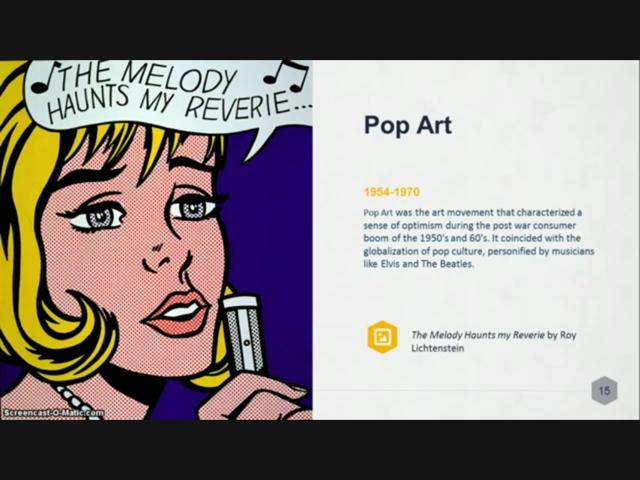 THE MELODY
HAUNTS MY REVERIE...
Pop Art
1954-1970
Pop Art was the art movement that characterized a
sense of optimism during the post war consumer
boom of the 1950's and 60's. It coincided with the
globalization of pop culture, personified by musicians
like Elvis and The Beatles.
The Melody Haunts my Reverie by Roy
Lichtenstein
15
Screencast-O-Matic.com